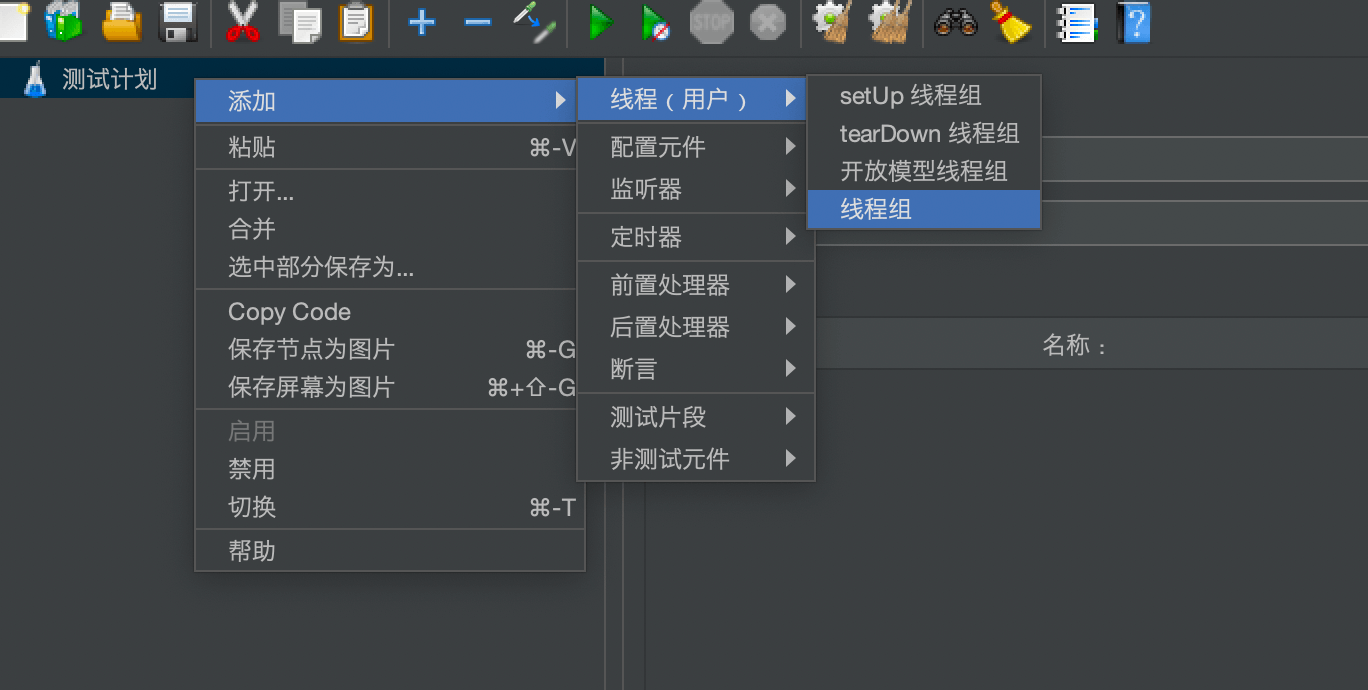 STOP
?
测试计划
添加
粘贴 ⌘-V
打开...
合并
选中部分保存为...
Copy Code
保存节点为图片 ⌘-G
保存屏幕为图片 ⌘+⇧-G
启用
禁用
切换 ⌘-T
帮助
线程（用户）
配置元件
监听器
定时器
前置处理器
后置处理器
断言
测试片段
非测试元件
setUp 线程组
tearDown 线程组
开放模型线程组
线程组
名称：